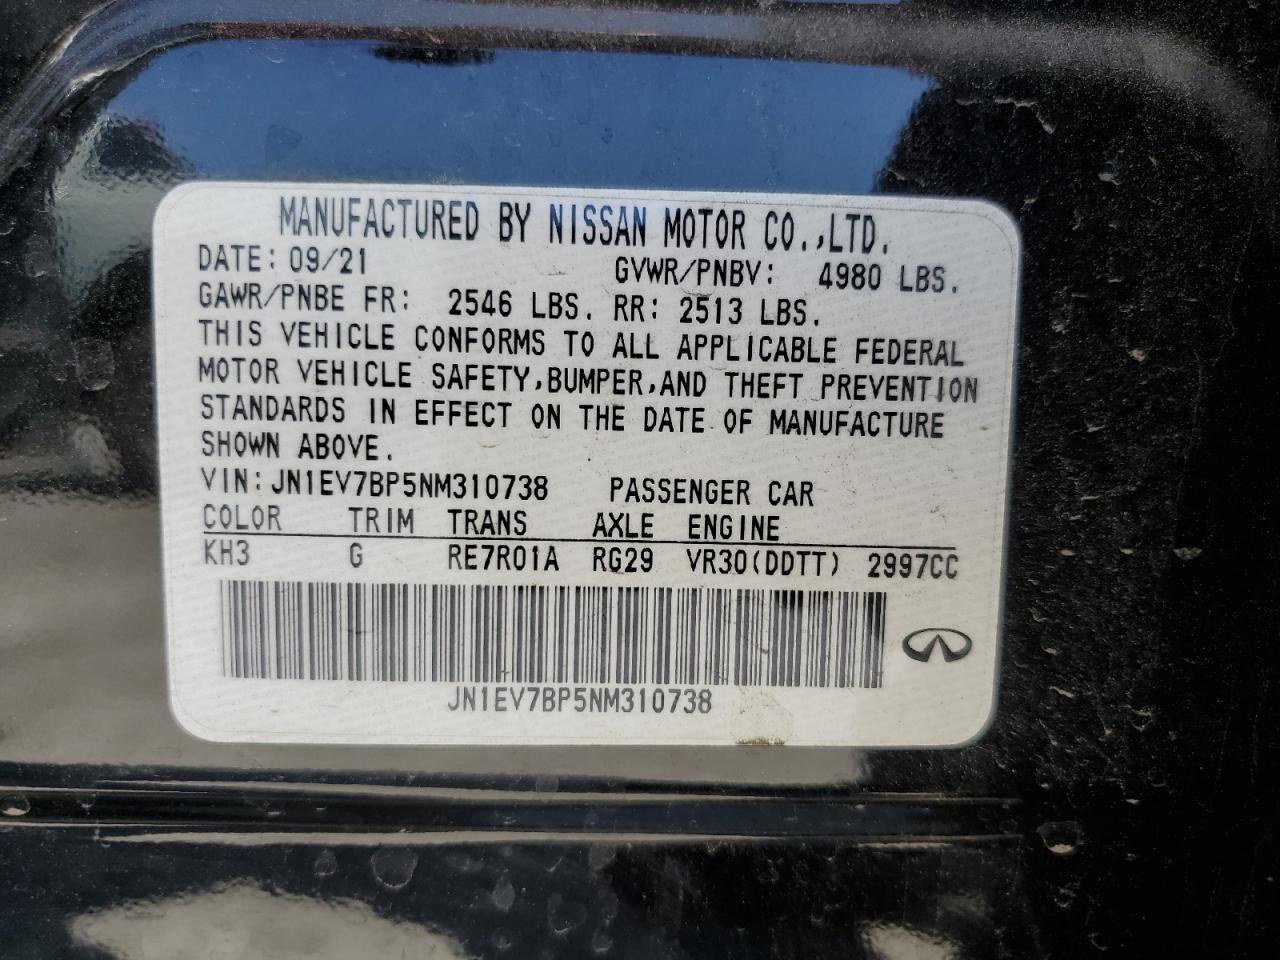 MANUFACTURED BY NISSAN MOTOR CO.,LTD.
DATE: 09/21 GVWR/PNBV: 4980 LBS.
GAWR/PNBE FR: 2546 LBS. RR: 2513 LBS.
THIS VEHICLE CONFORMS TO ALL APPLICABLE FEDERAL
MOTOR VEHICLE SAFETY,BUMPER,AND THEFT PREVENTION
STANDARDS IN EFFECT ON THE DATE OF MANUFACTURE
SHOWN ABOVE.
VIN: JN1EV7BP5NM310738 PASSENGER CAR
COLOR TRIM TRANS AXLE ENGINE
KH3 G RE7R01A RG29 VR30(DDTT) 2997CC
JN1EV7BP5NM310738